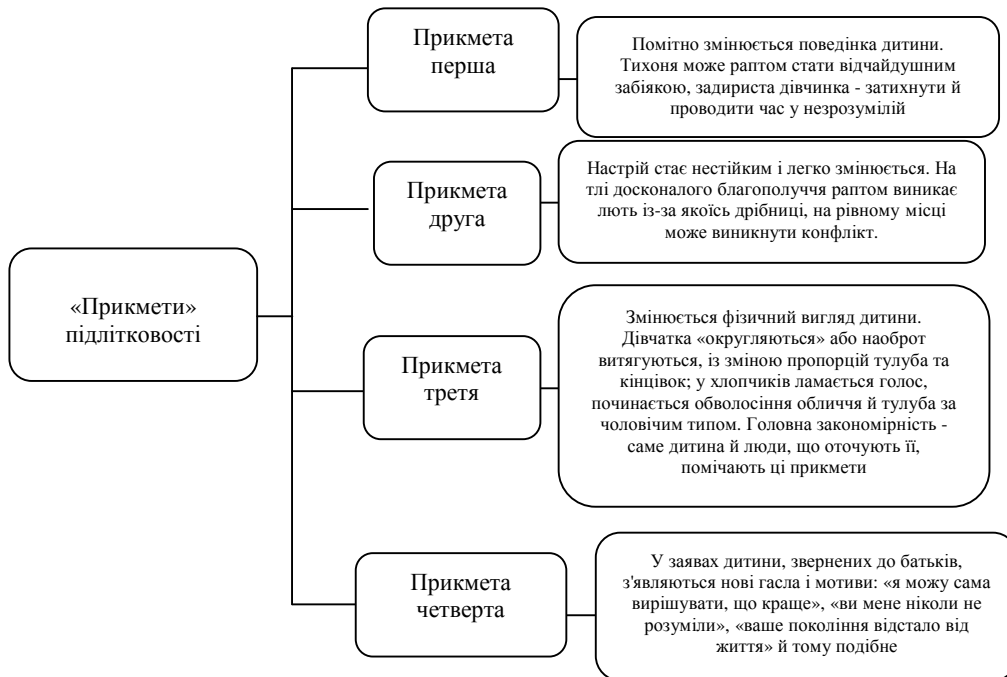 «Прикмети»
підлітковості
Прикмета
перша
Помітно змінюється поведінка дитини.
Тихоня може раптом стати відчайдушним
забіякою, задириста дівчинка - затихнути й
проводити час у незрозумілій
Прикмета
друга
Настрій стає нестійким і легко змінюється. На
тлі досконалого благополуччя раптом виникає
лють із-за якоїсь дрібниці, на рівному місці
може виникнути конфлікт.
Прикмета
третя
Змінюється фізичний вигляд дитини.
Дівчатка «округляються» або наоброт
витягуються, із зміною пропорцій тулуба та
кінцівок; у хлопчиків ламається голос,
починається обволосіння обличчя й тулуба за
чоловічим типом. Головна закономірність -
саме дитина й люди, що оточують її,
помічають ці прикмети
Прикмета
четверта
У заявах дитини, звернених до батьків,
з'являються нові гасла і мотиви: «я можу сама
вирішувати, що краще», «ви мене ніколи не
розуміли», «ваше покоління відстало від
життя» й тому подібне